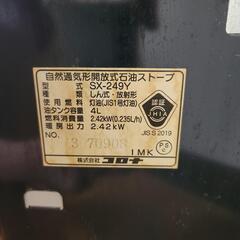 自然通気形開放式石油ストーブ
型式 SX-249Y
種類 しん式・放射形
使用燃料 灯油(JIS1号灯油)
油タンク容量 4L
燃料消費量 2.42kW(0.235L/h)
暖房出力 2.42kW
NO. 3 70908
株式会社コロナ
1MK
認証
JHIA
JIS S 2019
PS
C